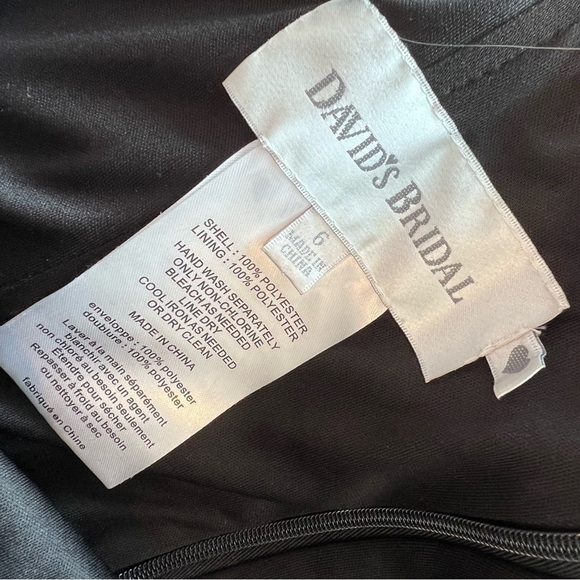 DAVID'S BRIDAL
6
MADE IN
CHINA
SHELL : 100% POLYESTER
LINING : 100% POLYESTER
HAND WASH SEPARATELY
ONLY NON-CHLORINE
BLEACH AS NEEDED
LINE DRY
COOL IRON AS NEEDED
OR DRY CLEAN
MADE IN CHINA
enveloppe : 100% polyester
doublure : 100% polyester
Laver à la main séparément
blanchir avec un agent
non chloré au besoin seulement
Étendre pour sécher
Repasser à froid au besoin
ou nettoyer à sec
fabriqué en Chine